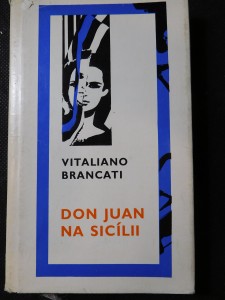 VITALIANO
BRANCATI
DON JUAN
NA SICÍLII